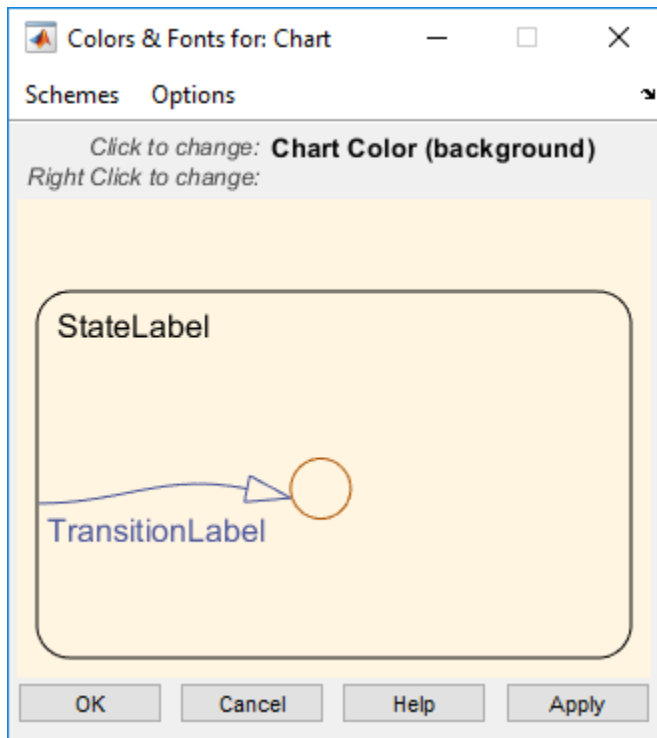 Colors & Fonts for: Chart
Schemes Options
Click to change: Chart Color (background)
Right Click to change:
StateLabel
TransitionLabel
OK Cancel Help Apply